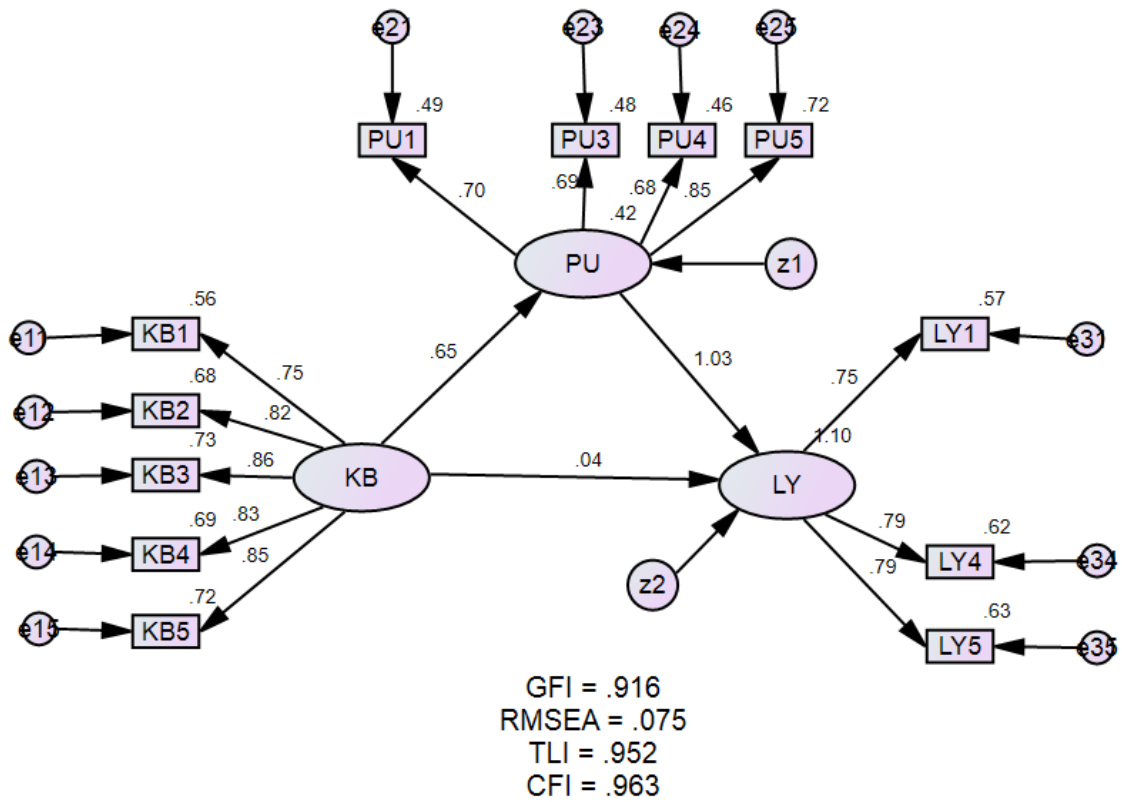 e21 e23 e24 e25
.49 .48 .46 .72
PU1 PU3 PU4 PU5
.70 .69 .68 .85
.42
PU z1
.56 .57
e11 KB1 LY1 e31
.65 1.03
.75 .75
.68
e12 KB2 .82
.73 1.10
e13 KB3 .86 KB .04 LY
.69 .83 .79 .62
e14 KB4 .85 LY4 e34
.79
z2
.72 .63
e15 KB5 LY5 e35
GFI = .916
RMSEA = .075
TLI = .952
CFI = .963